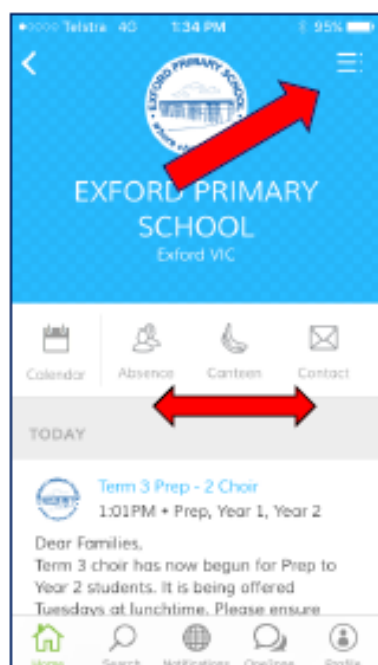 Telstra 4G 1:34 PM 95%
EXFORD PRIMARY SCHOOL
EXFORD PRIMARY
SCHOOL
Exford VIC
Calendar Absence Canteen Contact
TODAY
Term 3 Prep - 2 Choir
1:01PM • Prep, Year 1, Year 2
Dear Families,
Term 3 choir has now begun for Prep to
Year 2 students. It is being offered
Tuesdays at lunchtime. Please ensure
Home Search Notifications Profile